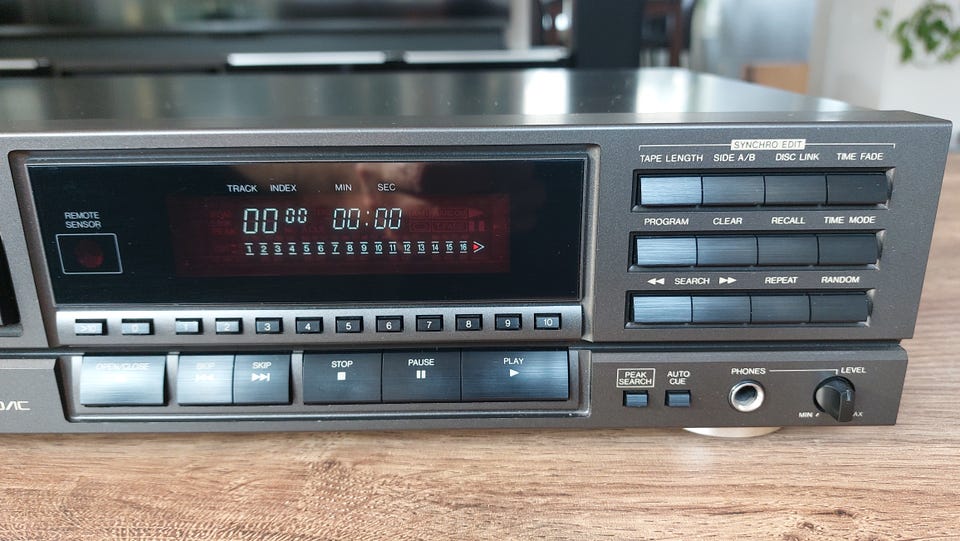 SYNCHRO EDIT
TAPE LENGTH SIDE A/B DISC LINK TIME FADE
TRACK INDEX MIN SEC
REMOTE
SENSOR
00 00 00:00
1 2 3 4 5 6 7 8 9 10 11 12 13 14 15 16
PROGRAM CLEAR RECALL TIME MODE
◀◀ SEARCH ▶▶ REPEAT RANDOM
>10 0 1 2 3 4 5 6 7 8 9 10
OPEN/CLOSE SKIP SKIP STOP PAUSE PLAY
PEAK
SEARCH
AUTO
CUE
PHONES LEVEL
MIN